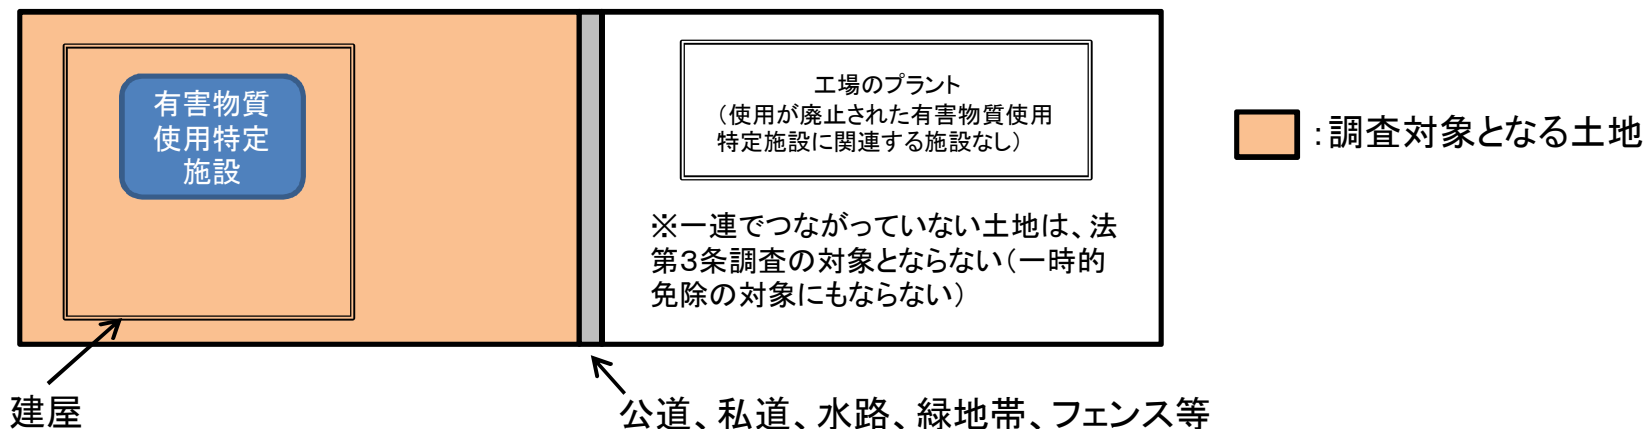 有害物質
使用特定
施設
工場のプラント
（使用が廃止された有害物質使用
特定施設に関連する施設なし）
※一連でつながっていない土地は、法
第３条調査の対象とならない（一時的
免除の対象にもならない）
：調査対象となる土地
建屋
公道、私道、水路、緑地帯、フェンス等